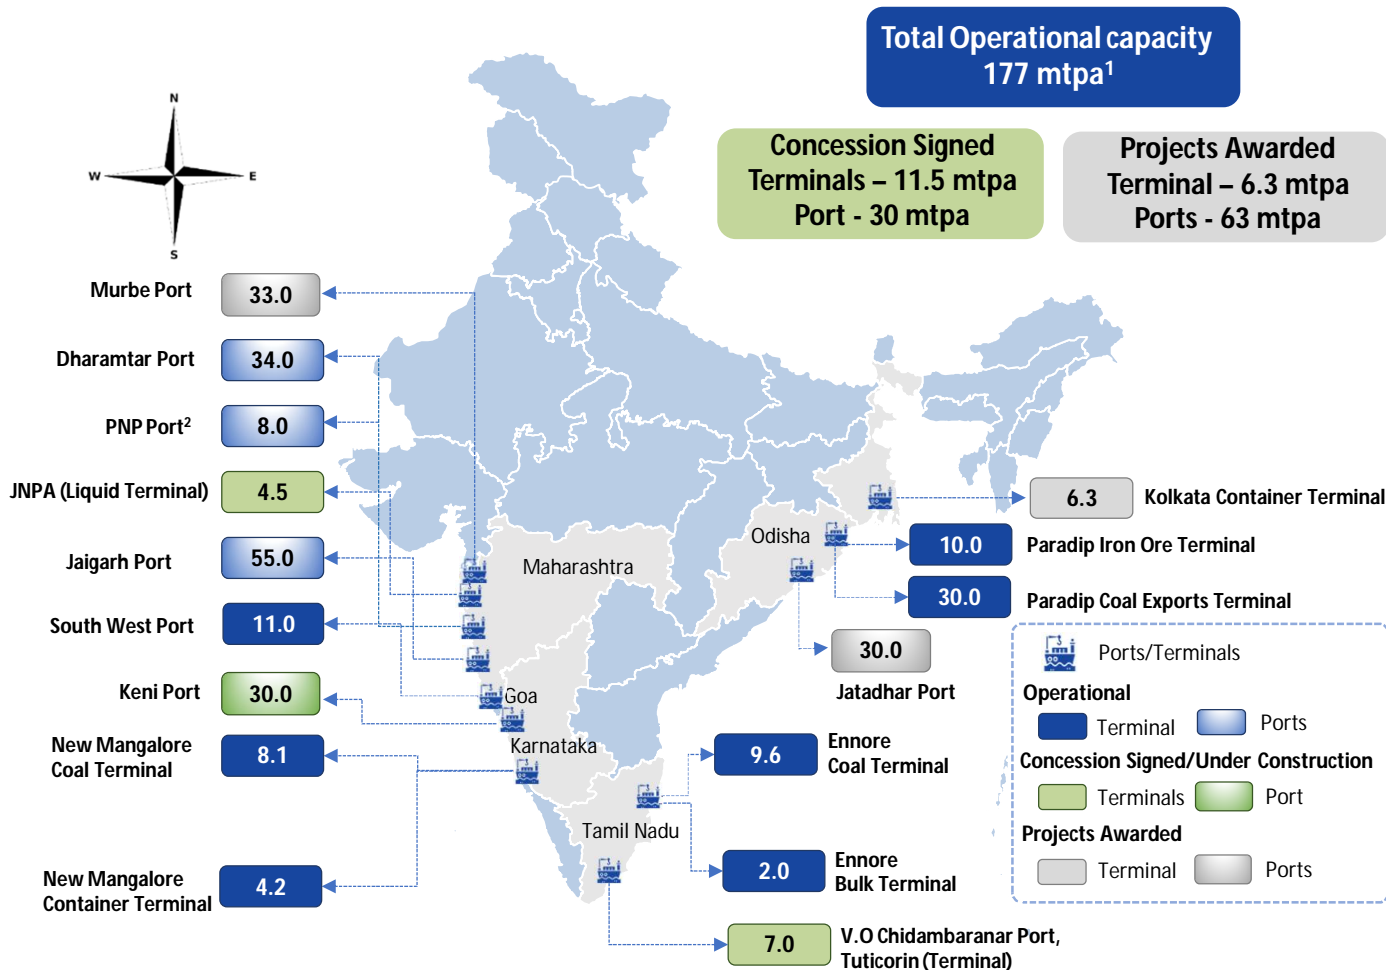 Total Operational capacity
177 mtpa1
Concession Signed
Terminals – 11.5 mtpa
Port - 30 mtpa
Projects Awarded
Terminal – 6.3 mtpa
Ports - 63 mtpa
N
W
E
S
Murbe Port
33.0
Dharamtar Port
34.0
PNP Port2
8.0
JNPA (Liquid Terminal)
4.5
Jaigarh Port
55.0
South West Port
11.0
Keni Port
30.0
New Mangalore
Coal Terminal
8.1
New Mangalore
Container Terminal
4.2
Maharashtra
Odisha
Goa
Karnataka
Tamil Nadu
6.3
Kolkata Container Terminal
10.0
Paradip Iron Ore Terminal
30.0
Paradip Coal Exports Terminal
30.0
Jatadhar Port
9.6
Ennore
Coal Terminal
2.0
Ennore
Bulk Terminal
7.0
V.O Chidambaranar Port,
Tuticorin (Terminal)
Ports/Terminals
Operational
Terminal
Ports
Concession Signed/Under Construction
Terminals
Port
Projects Awarded
Terminal
Ports